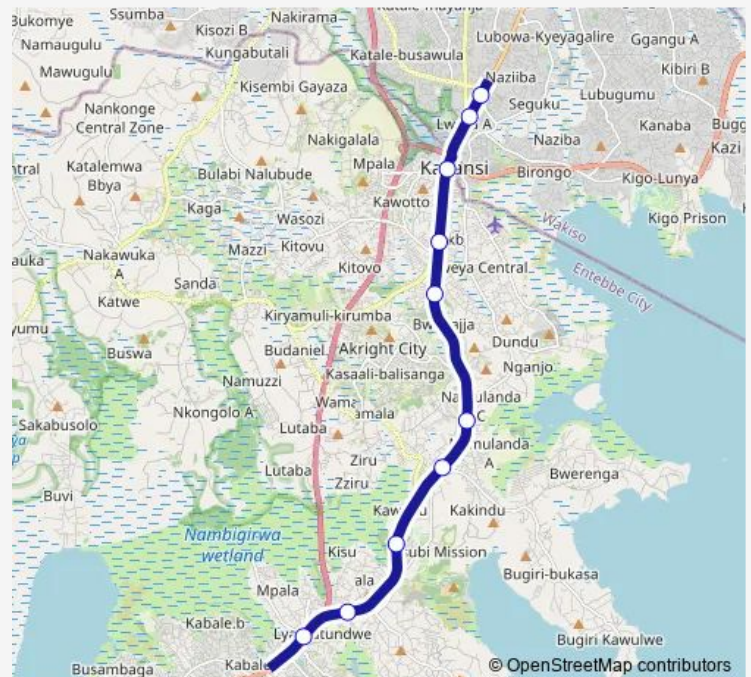 Bukomye
Ssumba
Nakirama
Kisozi B
Namaugulu
Kungabutali
Katale-busawula
Lubowa-Kyeyagalire
Ggangu A
Mawugulu
Kisembi Gayaza
Naziiba
Kibiri B
Nankonge
Central Zone
Seguku
Lubugumu
Nakigalala
Naziba
Kanaba
Katalemwa
Bbya
Bulabi Nalubude
Mpala
Birongo
Kigo-Lunya
Kaga
Wasozi
Kawotto
Kigo Prison
Wakiso
Mazzi
Kitovu
Nakawuka
A
Kitovo
Entebbe City
Katwe
Sanda
Kiryamuli-kirumba
Dundu
Buswa
Budaniel
Akright City
Nganjo
Namuzzi
Kasaali-balisanga
Nkongolo A
Sakabusolo
Lutaba
Ziru
Bwerenga
Lutaba
Zziru
Buvi
Kakindu
Nambigirwa
wetland
Kisu
Bugiri-bukasa
Mpala
Kabale.b
Bugiri Kawulwe
Busambaga
© OpenStreetMap contributors